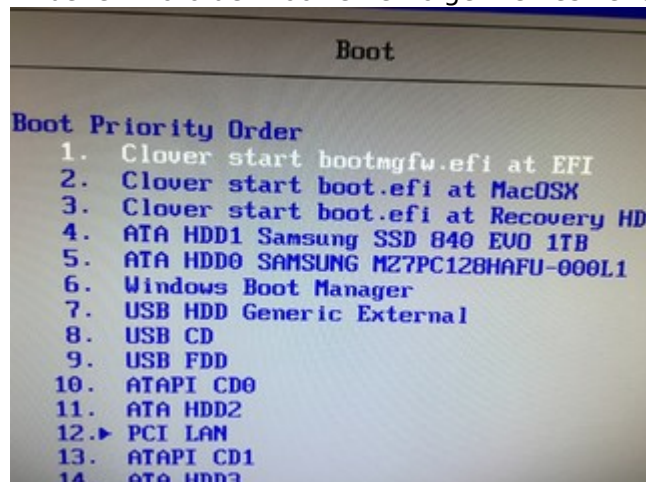 Boot
Boot Priority Order
1. Clover start bootmgfw.efi at EFI
2. Clover start boot.efi at MacOSX
3. Clover start boot.efi at Recovery HD
4. ATA HDD1 Samsung SSD 840 EVO 1TB
5. ATA HDD0 SAMSUNG MZ7PC128HAFU-000L1
6. Windows Boot Manager
7. USB HDD Generic External
8. USB CD
9. USB FDD
10. ATAPI CD0
11. ATA HDD2
12.► PCI LAN
13. ATAPI CD1
14. ATA HDD3